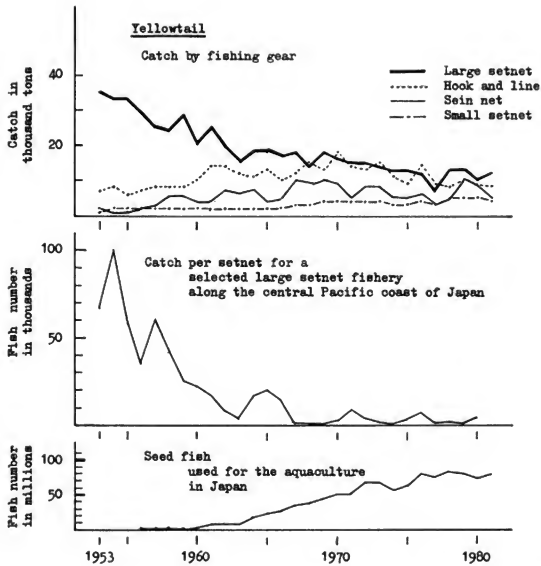 Yellowtail
Catch by fishing gear
Large setnet
Hook and line
Sein net
Small setnet
Catch in
thousand tons
40
20
Catch per setnet for a
selected large setnet fishery
along the central Pacific coast of Japan
Fish number
in thousands
100
50
Seed fish
used for the aquaculture
in Japan
Fish number
in millions
100
50
1953
1960
1970
1980